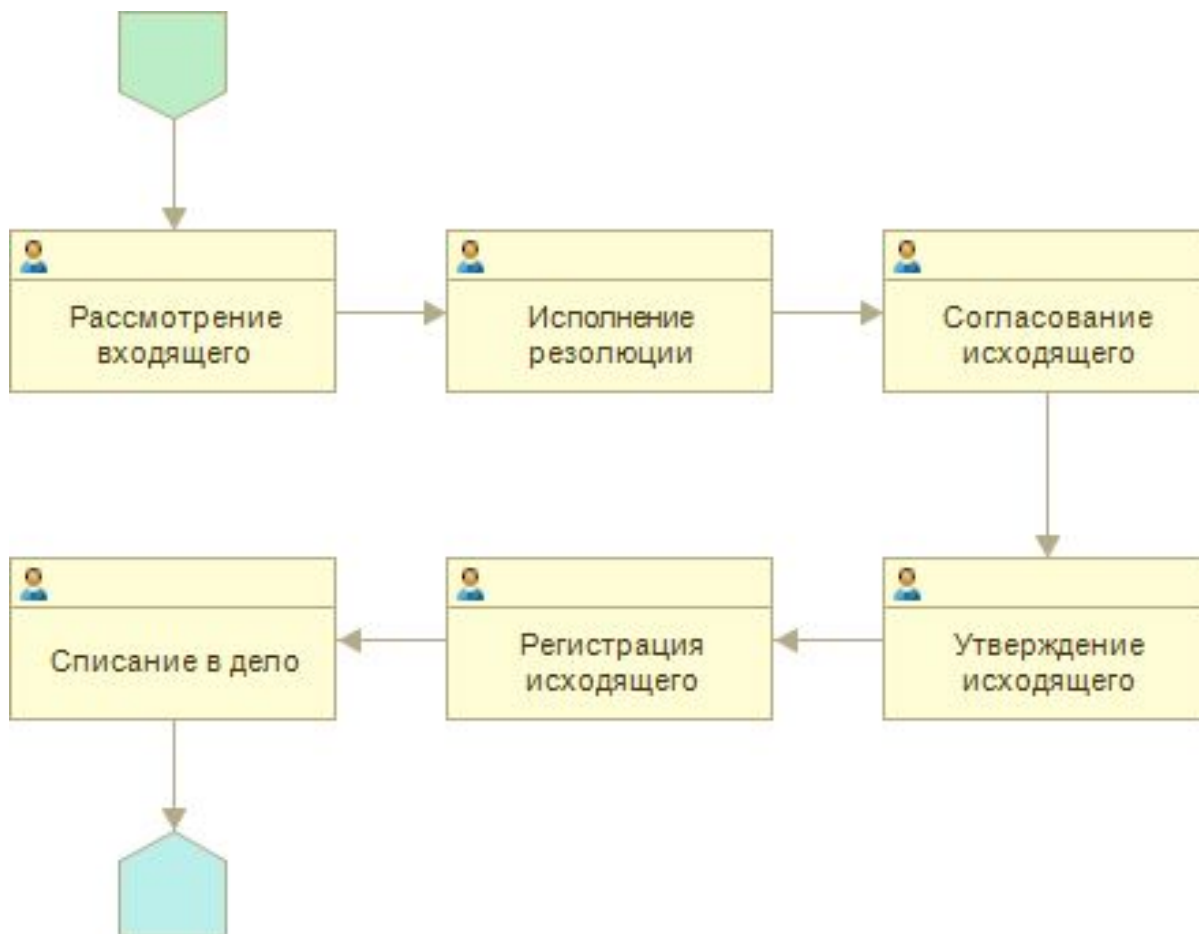 Рассмотрение
входящего
Исполнение
резолюции
Согласование
исходящего
Утверждение
исходящего
Регистрация
исходящего
Списание в дело